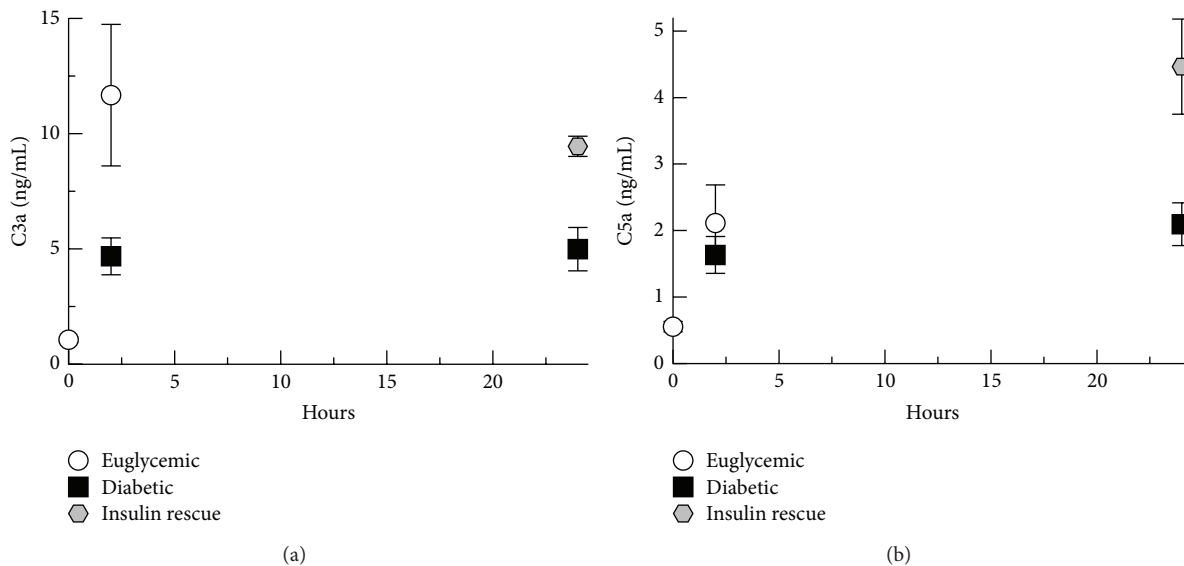 C3a (ng/mL)
15
10
5
0
0 5 10 15 20
Hours
Euglycemic
Diabetic
Insulin rescue
(a)
C5a (ng/mL)
5
4
3
2
1
0
0 5 10 15 20
Hours
Euglycemic
Diabetic
Insulin rescue
(b)